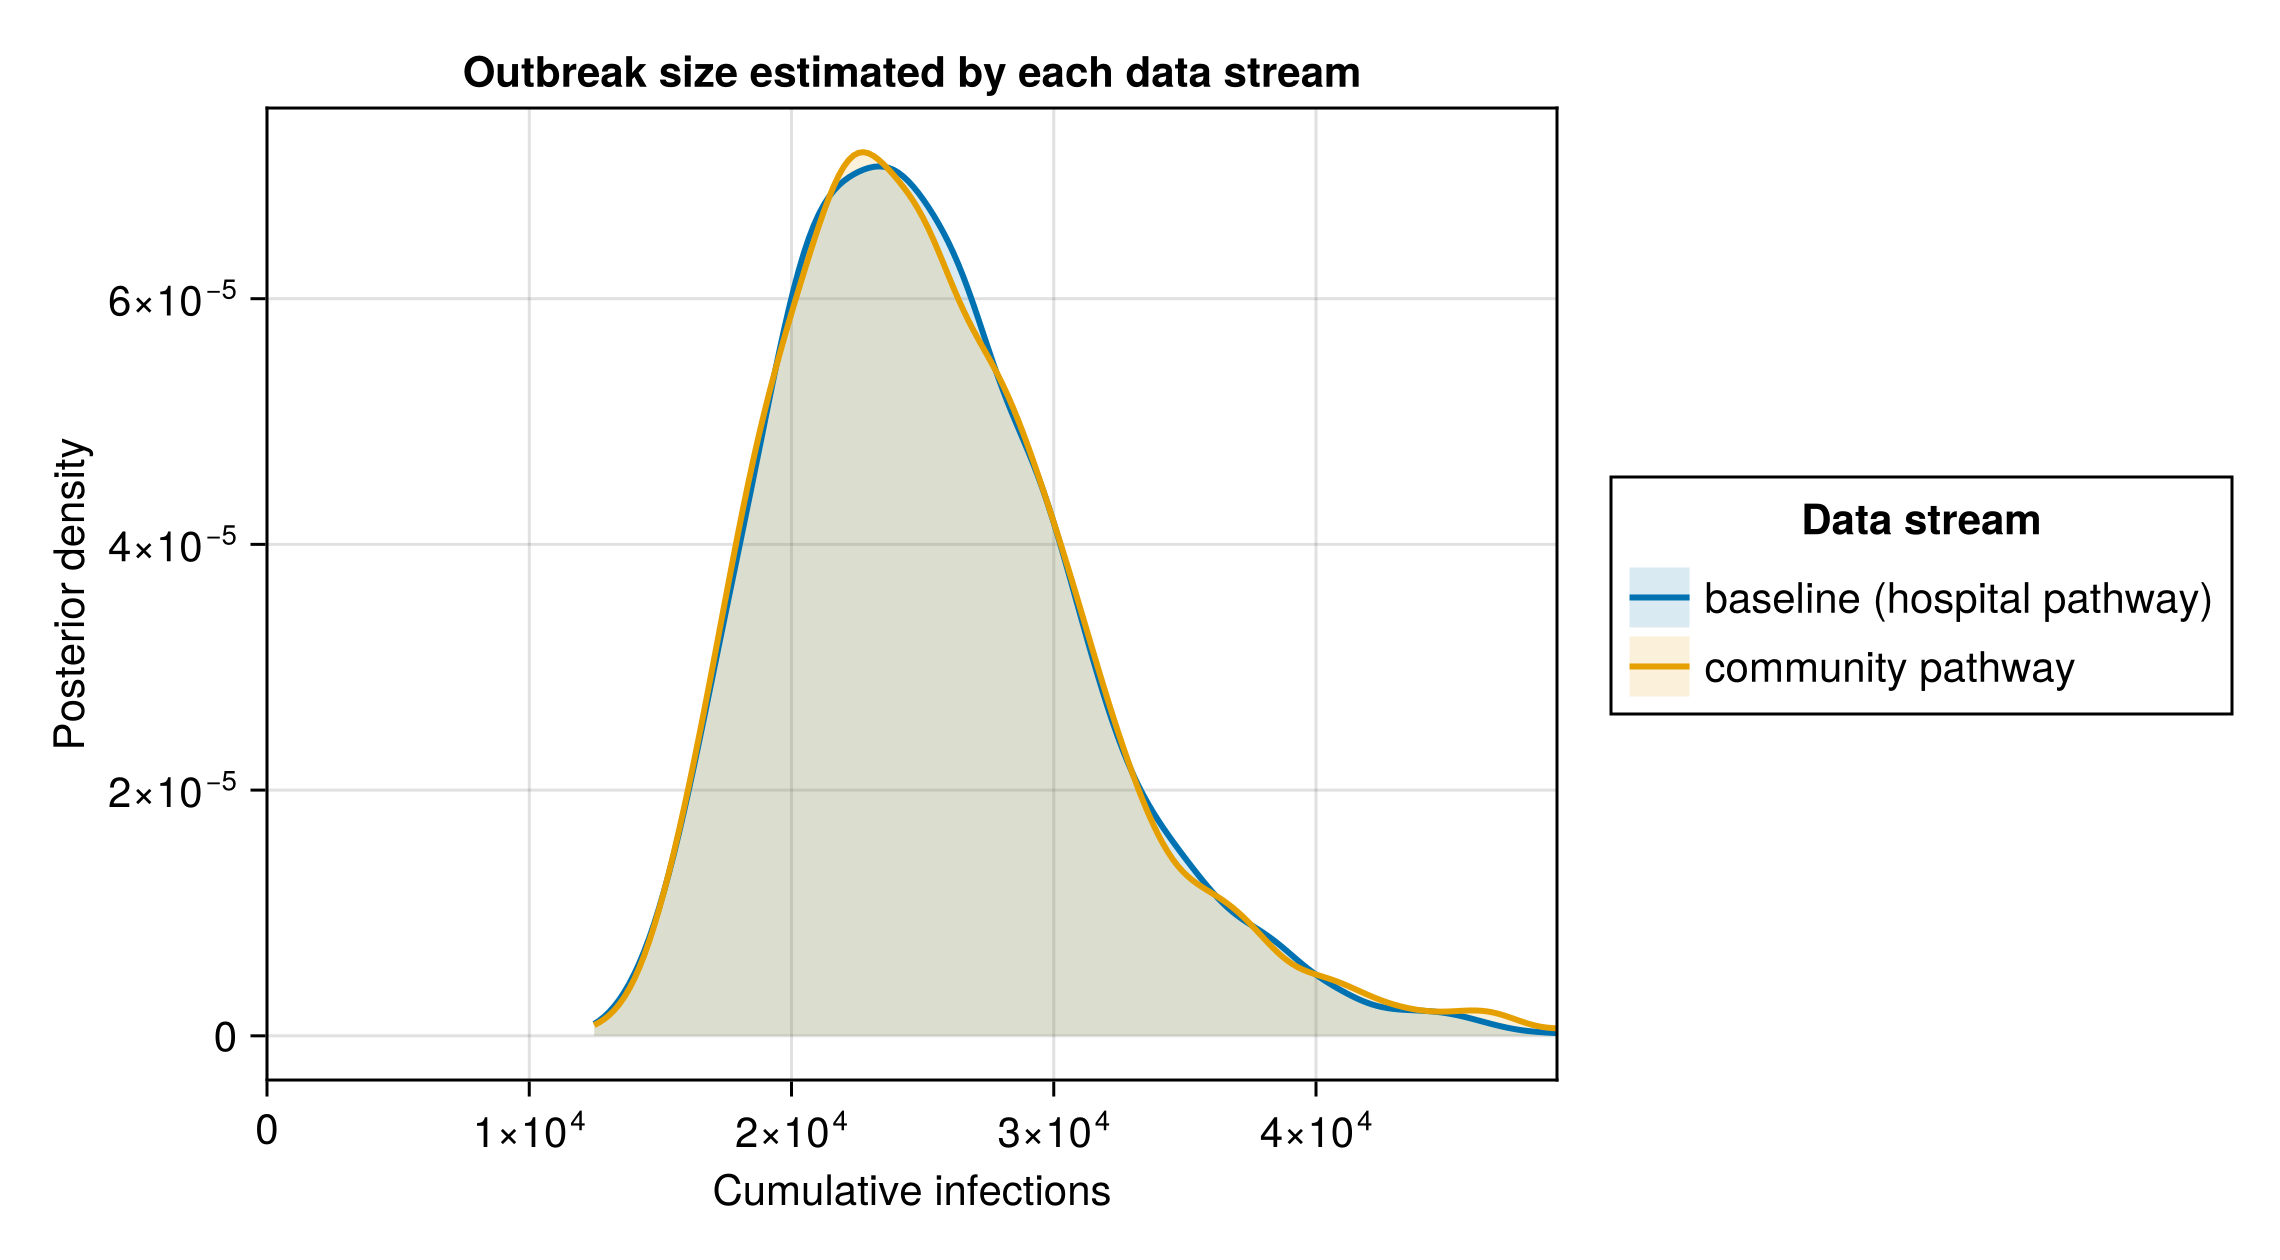 Outbreak size estimated by each data stream
Posterior density
6×10⁻⁵
4×10⁻⁵
2×10⁻⁵
0
0
1×10⁴
2×10⁴
3×10⁴
4×10⁴
Cumulative infections
Data stream
baseline (hospital pathway)
community pathway